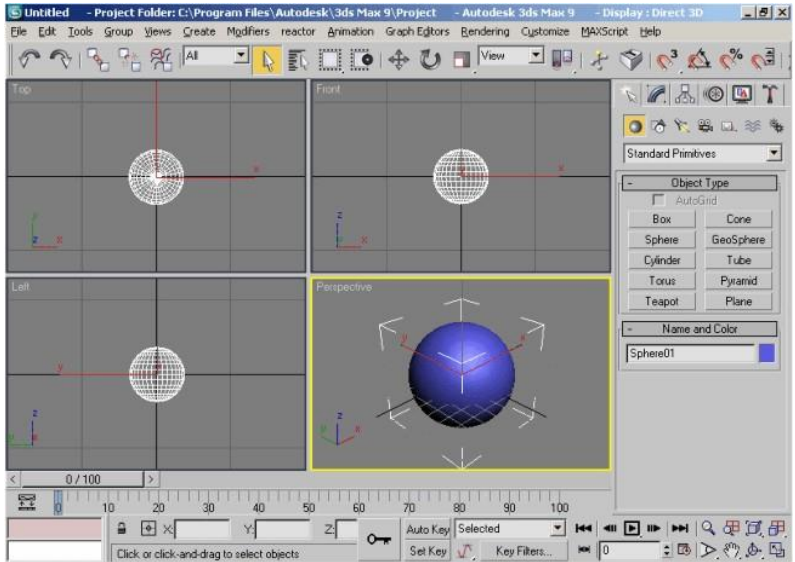 Untitled - Project Folder: C:\Program Files\Autodesk\3ds Max 9\Project - Autodesk 3ds Max 9 - Display : Direct 3D
File Edit Tools Group Views Create Modifiers reactor Animation Graph Editors Rendering Customize MAXScript Help
All View
Top
Front
Left
Perspective
x
x
y
y x
z x
z x
z
z
Standard Primitives
- Object Type
AutoGrid
Box Cone
Sphere GeoSphere
Cylinder Tube
Torus Pyramid
Teapot Plane
- Name and Color
Sphere01
< 0 / 100 >
0 10 20 30 40 50 60 70 80 90 100
X: Y: Z: Auto Key Selected
Click or click-and-drag to select objects Set Key Key Filters... 0